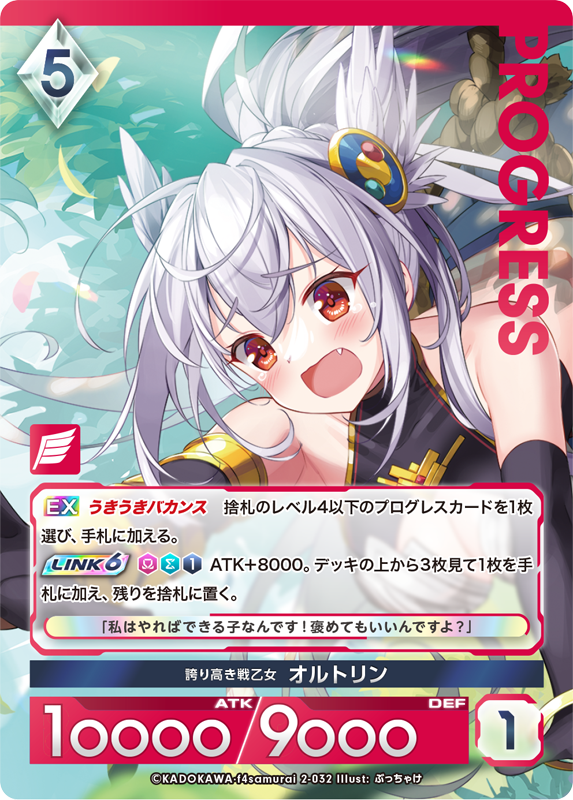 5
PROGRESS
EX うきうきバカンス 捨札のレベル4以下のプログレスカードを1枚
選び、手札に加える。
LINK6 Ω Σ 1 ATK+8000。デッキの上から3枚見て1枚を手
札に加え、残りを捨札に置く。
「私はやればできる子なんです!褒めてもいいんですよ?」
誇り高き戦乙女 オルトリン
ATK DEF
10000/9000 1
©KADOKAWA-f4samurai 2-032 Illust: ぶっちゃけ